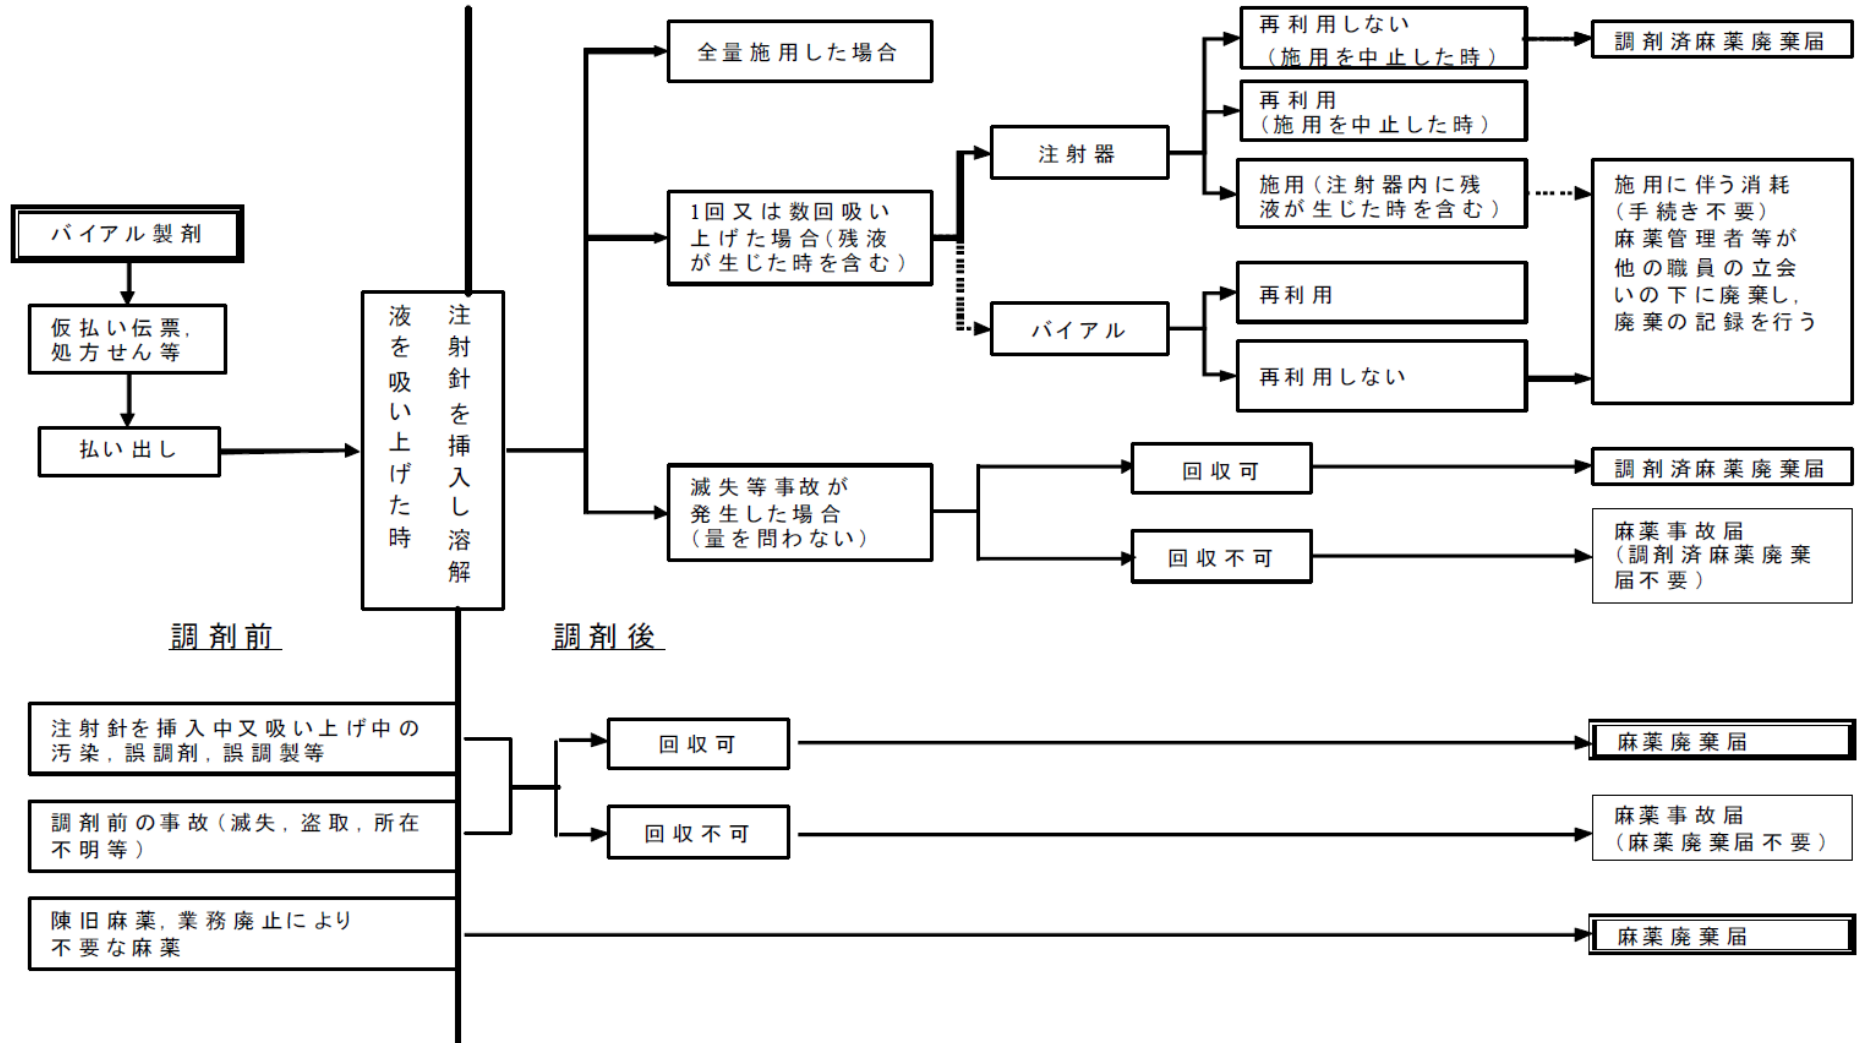 バイアル製剤
仮払い伝票,
処方せん等
払い出し
注射針を挿入し溶解
液を吸い上げた時
全量施用した場合
1回又は数回吸い
上げた場合(残液
が生じた時を含む)
滅失等事故が
発生した場合
(量を問わない)
注射器
バイアル
再利用しない
(施用を中止した時)
再利用
(施用を中止した時)
施用(注射器内に残
液が生じた時を含む)
再利用
再利用しない
調剤済麻薬廃棄届
施用に伴う消耗
(手続き不要)
麻薬管理者等が
他の職員の立会
いの下に廃棄し,
廃棄の記録を行う
回収可
回収不可
調剤済麻薬廃棄届
麻薬事故届
(調剤済麻薬廃棄
届不要)
調剤前
調剤後
注射針を挿入中又吸い上げ中の
汚染,誤調剤,誤調製等
調剤前の事故(滅失,盗取,所在
不明等)
陳旧麻薬,業務廃止により
不要な麻薬
回収可
回収不可
麻薬廃棄届
麻薬事故届
(麻薬廃棄届不要)
麻薬廃棄届